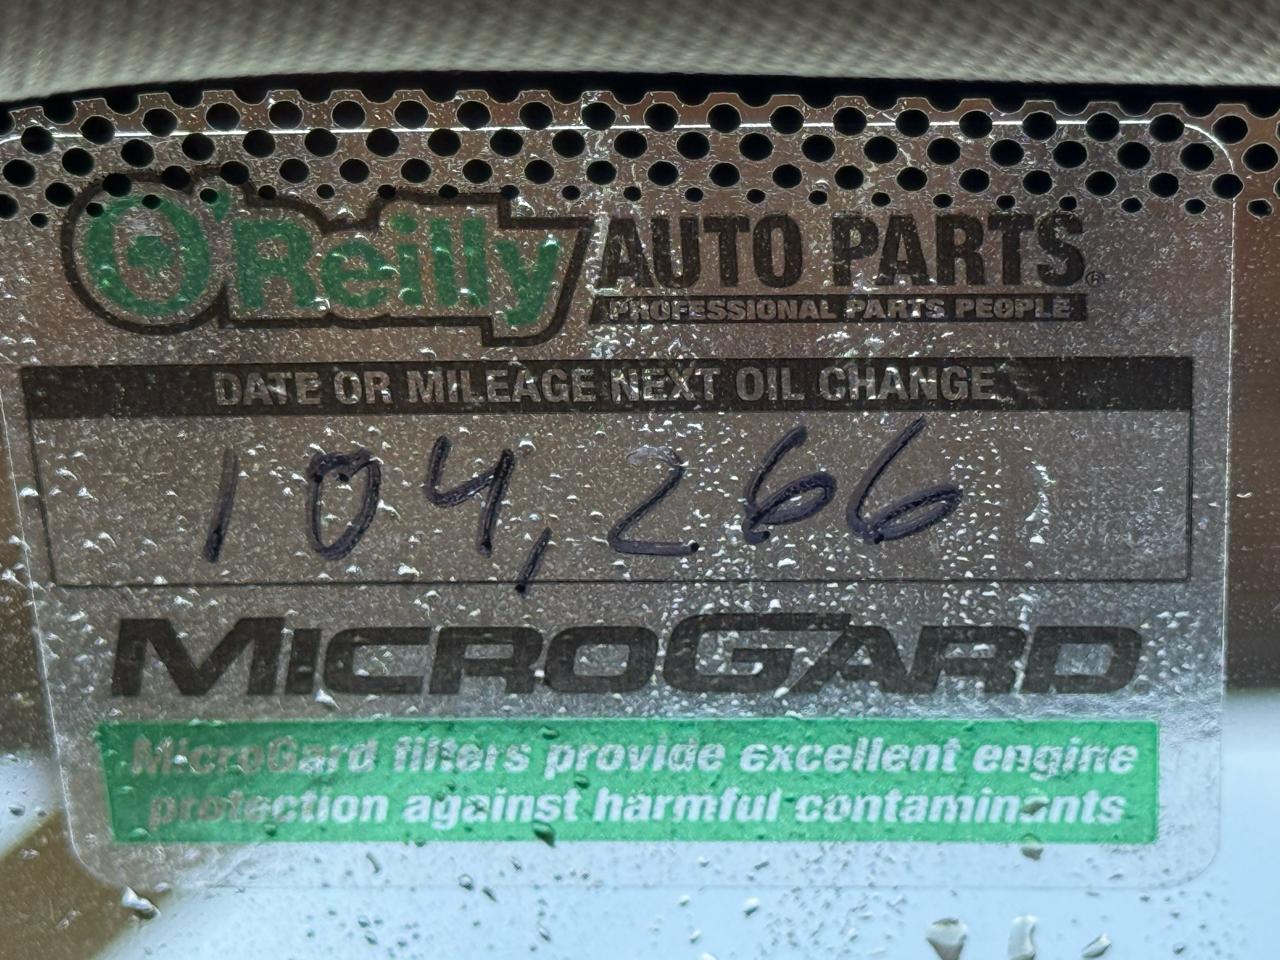 O'Reilly AUTO PARTS®
PROFESSIONAL PARTS PEOPLE
DATE OR MILEAGE NEXT OIL CHANGE
104,266
MICROGARD
MicroGard filters provide excellent engine
protection against harmful contaminants